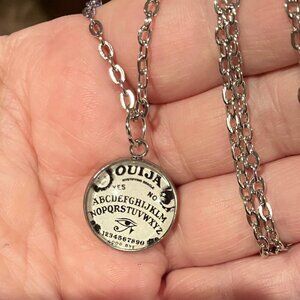 OUIJA
YES
NO
ABCDEFGHIJKLM
NOPQRSTUVWXYZ
1234567890
GOOD BYE